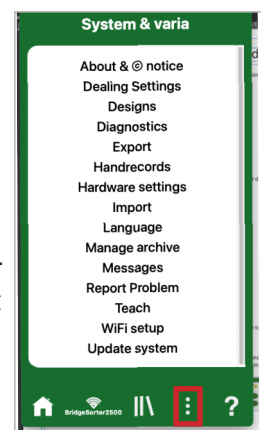 System & varia
About & © notice
Dealing Settings
Designs
Diagnostics
Export
Handrecords
Hardware settings
Import
Language
Manage archive
Messages
Report Problem
Teach
WiFi setup
Update system
BridgeSorter2500
?